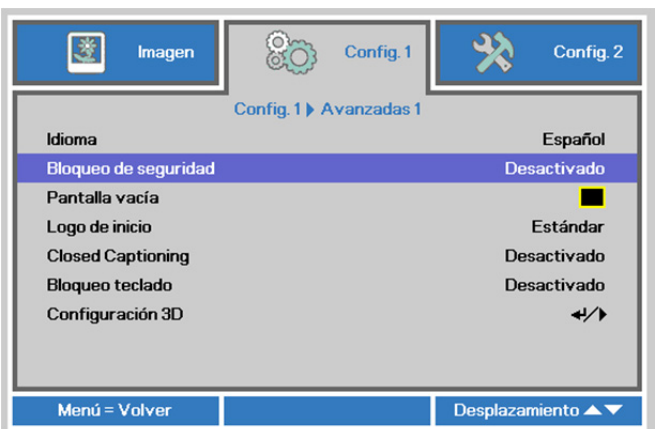 Imagen
Config. 1
Config. 2
Config. 1 Avanzadas 1
Idioma Español
Bloqueo de seguridad Desactivado
Pantalla vacía
Logo de inicio Estándar
Closed Captioning Desactivado
Bloqueo teclado Desactivado
Configuración 3D
Menú = Volver
Desplazamiento